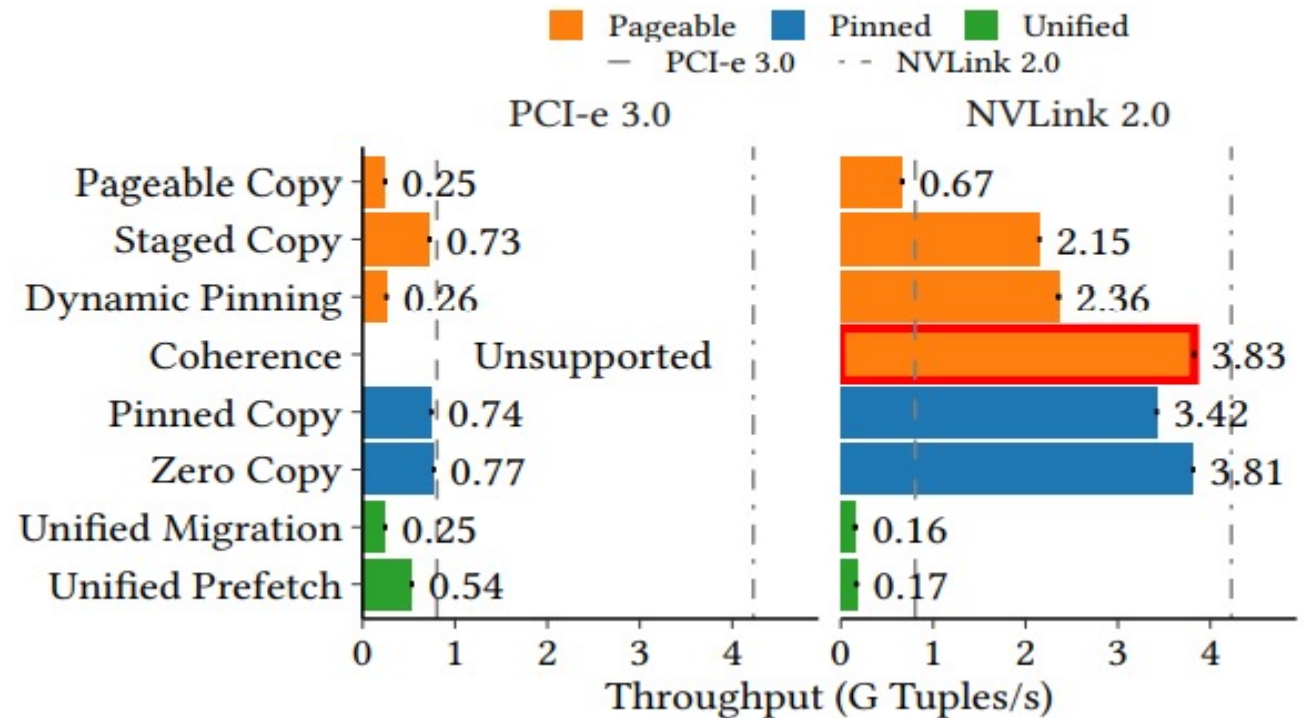 Pageable Pinned Unified
PCI-e 3.0 NVLink 2.0
PCI-e 3.0 NVLink 2.0
Pageable Copy 0.25 0.67
Staged Copy 0.73 2.15
Dynamic Pinning 0.26 2.36
Coherence Unsupported 3.83
Pinned Copy 0.74 3.42
Zero Copy 0.77 3.81
Unified Migration 0.25 0.16
Unified Prefetch 0.54 0.17
0 1 2 3 4 0 1 2 3 4
Throughput (G Tuples/s)